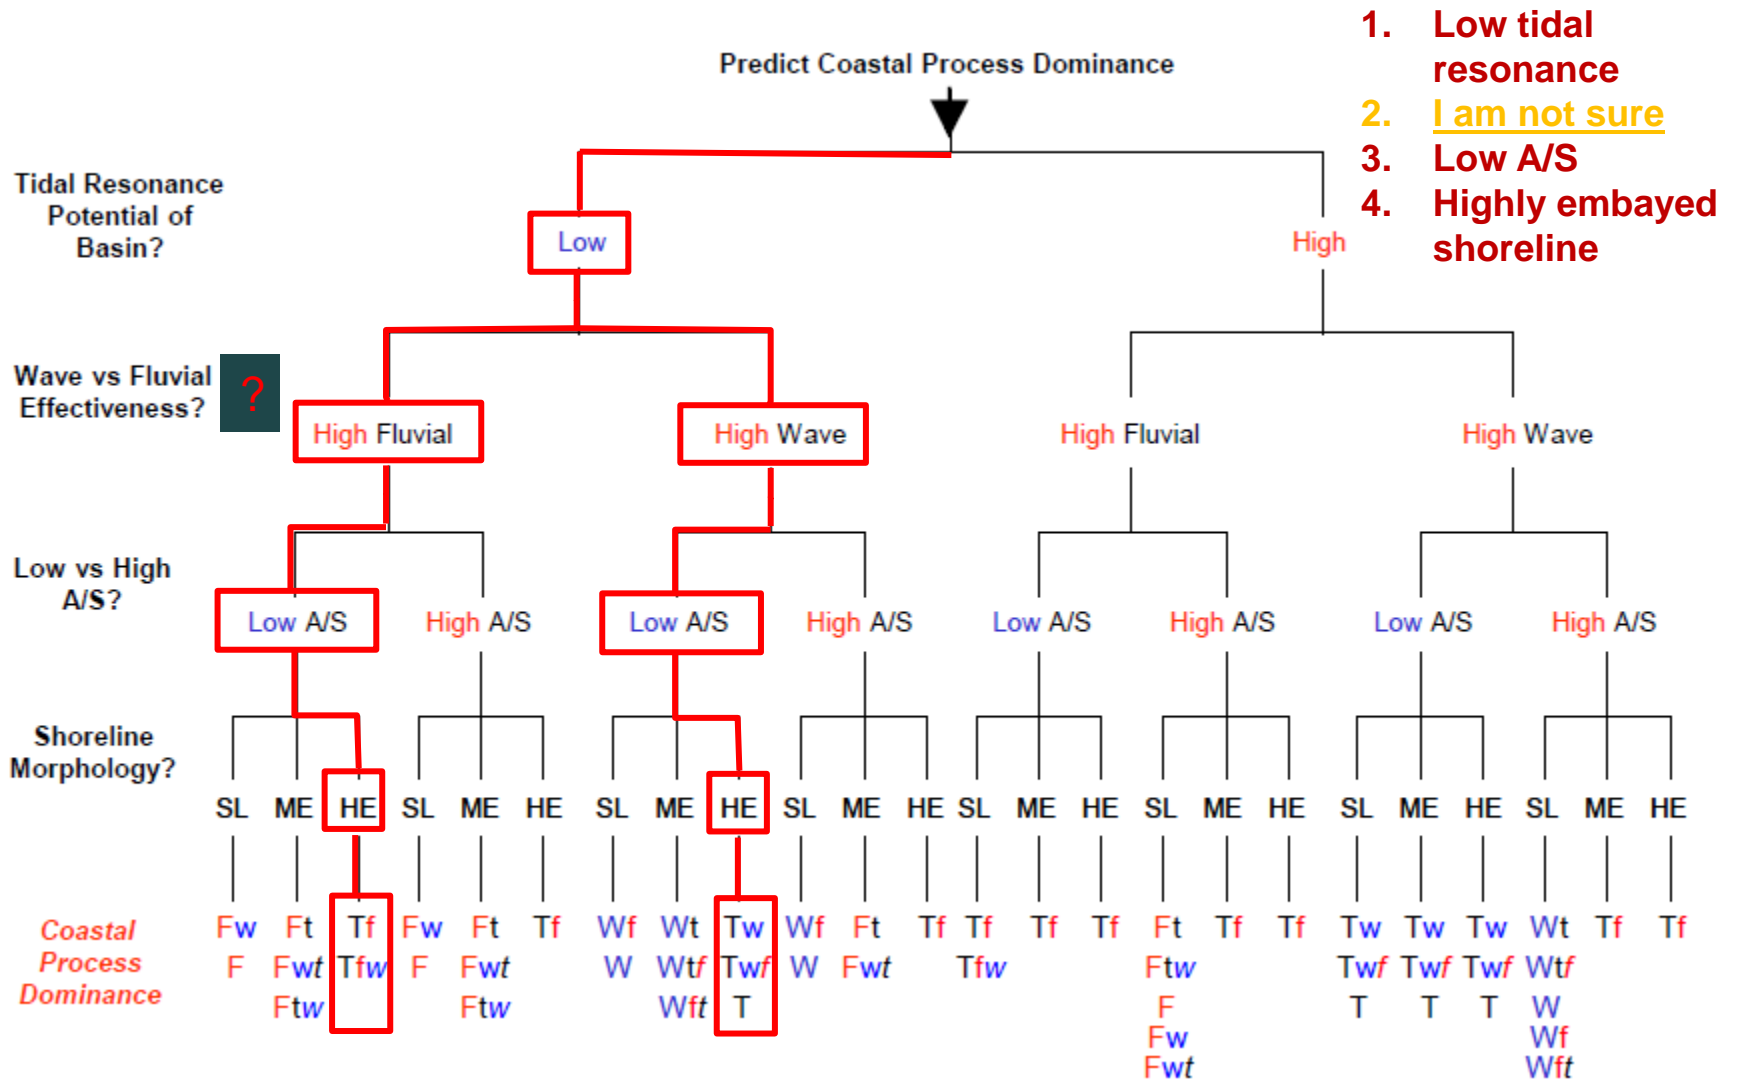 1. Low tidal
resonance
2. I am not sure
3. Low A/S
4. Highly embayed
shoreline
Predict Coastal Process Dominance
Tidal Resonance
Potential of
Basin?
Low
High
Wave vs Fluvial
Effectiveness?
?
High Fluvial
High Wave
High Fluvial
High Wave
Low vs High
A/S?
Low A/S
High A/S
Low A/S
High A/S
Low A/S
High A/S
Low A/S
High A/S
Shoreline
Morphology?
SL ME HE SL ME HE SL ME HE SL ME HE SL ME HE SL ME HE SL ME HE SL ME HE
Coastal
Process
Dominance
Fw Ft Tf Fw Ft Tf Wf Wt Tw Wf Ft Tf Tf Tf Tf Ft Tf Tf Tw Tw Tw Wt Tf Tf
F Fwt Tfw F Fwt W Wtf Twf W Fwt Tfw Ftw Twf Twf Twf Wtf
Ftw Ftw Wft T F T T T W
Fw Wf
Fwt Wft